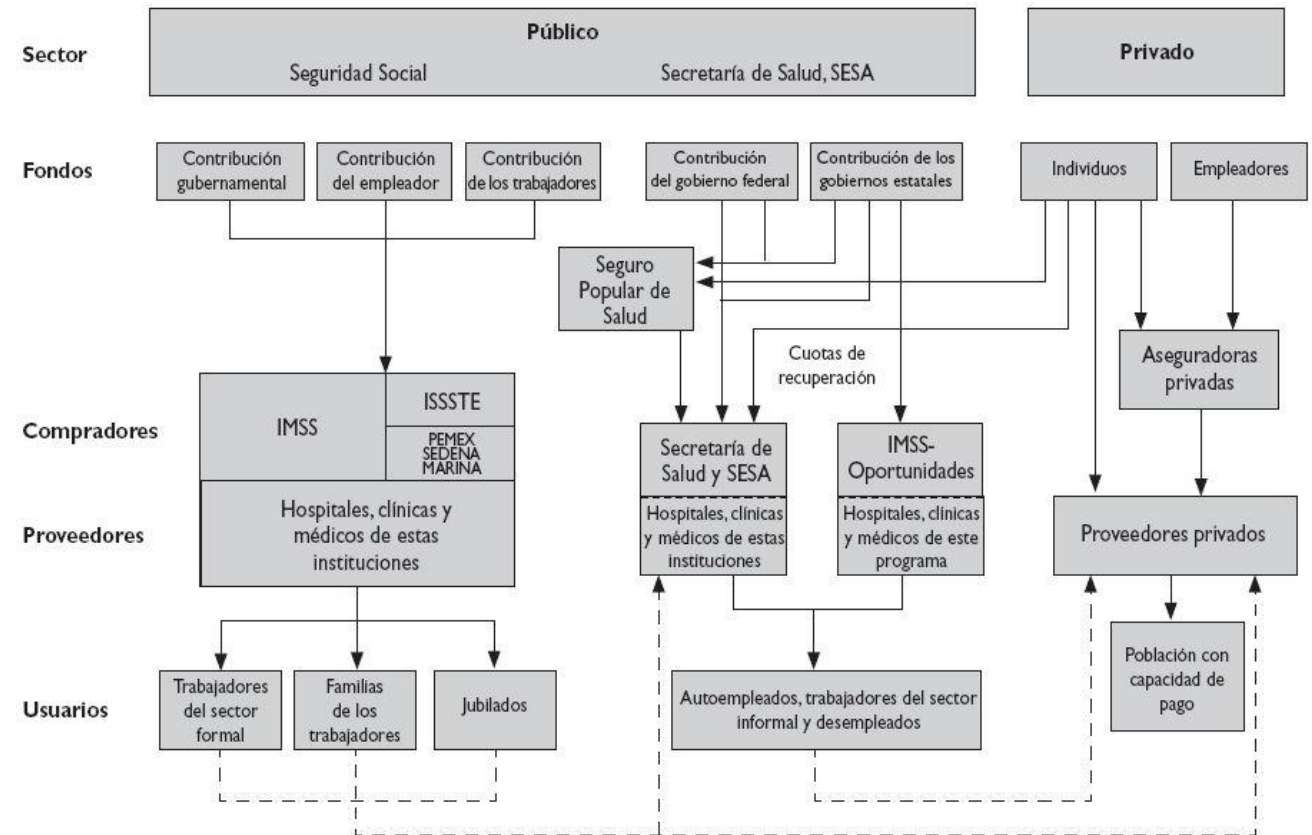 Sector
Público
Seguridad Social
Secretaría de Salud, SESA
Privado
Fondos
Contribución
gubernamental
Contribución
del empleador
Contribución
de los trabajadores
Contribución
del gobierno federal
Contribución de los
gobiernos estatales
Individuos
Empleadores
Seguro
Popular de
Salud
Cuotas de
recuperación
Aseguradoras
privadas
Compradores
IMSS
ISSSTE
PEMEX
SEDENA
MARINA
Secretaría de
Salud y SESA
IMSS-
Oportunidades
Proveedores
Hospitales, clínicas y
médicos de estas
instituciones
Hospitales, clínicas
y médicos de estas
instituciones
Hospitales, clínicas
y médicos de este
programa
Proveedores privados
Usuarios
Trabajadores
del sector
formal
Familias
de los
trabajadores
Jubilados
Autoempleados, trabajadores del sector
informal y desempleados
Población con
capacidad de
pago